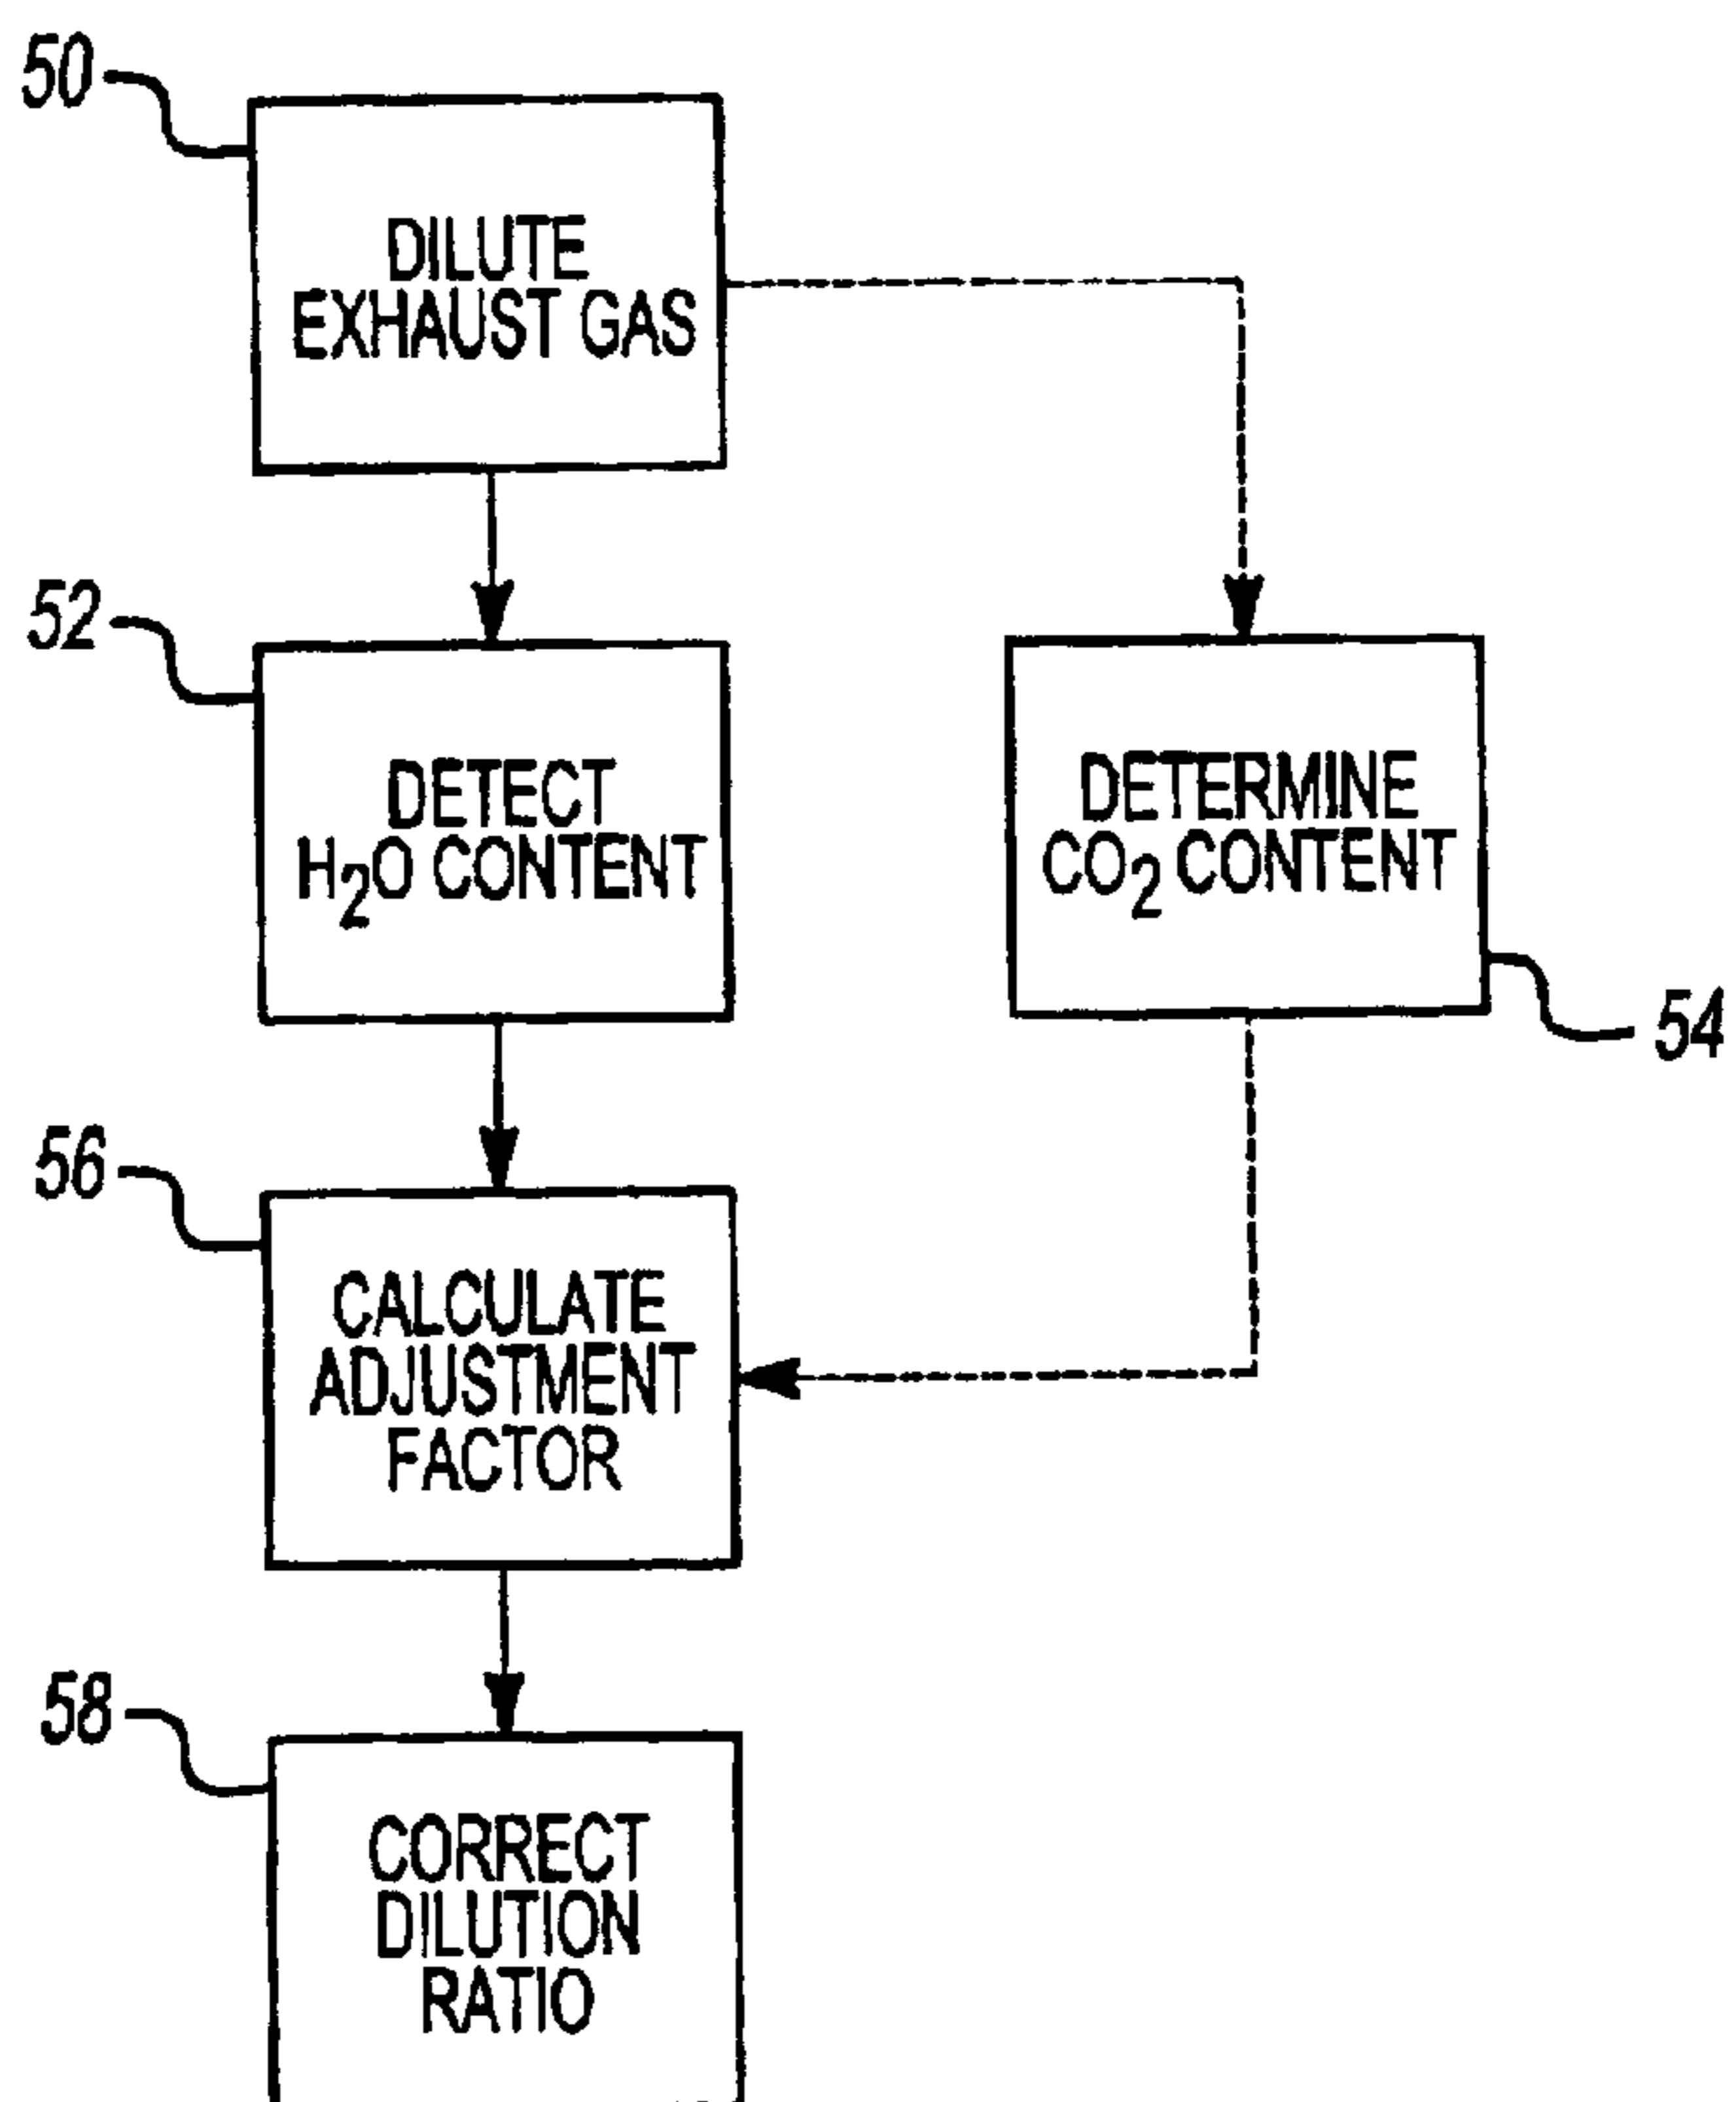 50
DILUTE
EXHAUST GAS
52
DETECT
H₂O CONTENT
DETERMINE
CO₂ CONTENT
54
56
CALCULATE
ADJUSTMENT
FACTOR
58
CORRECT
DILUTION
RATIO